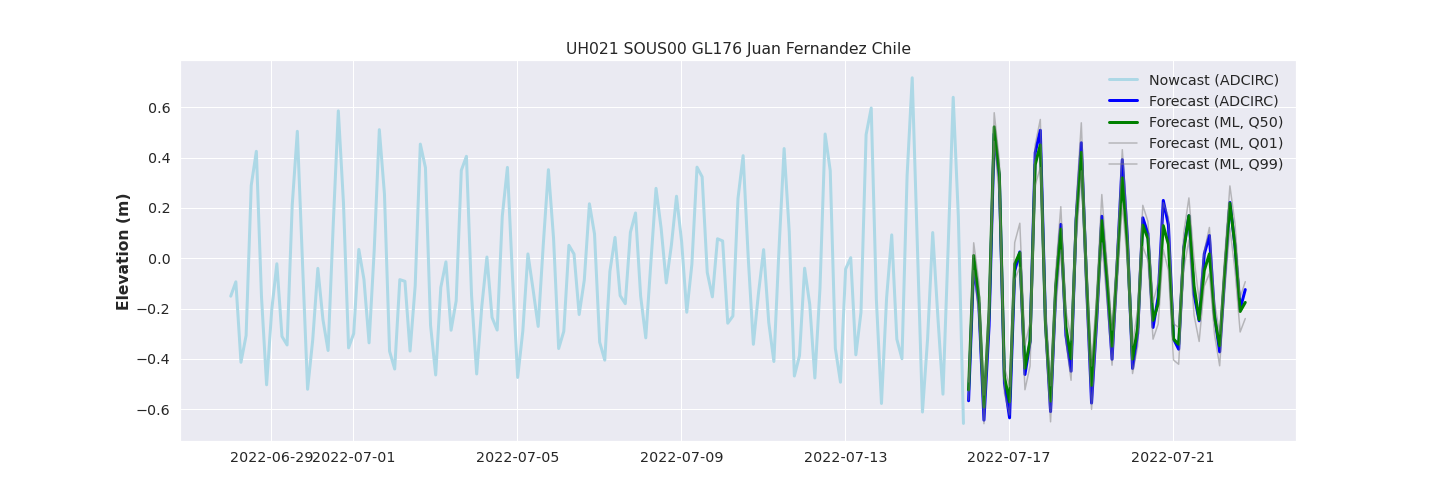 UH021 SOUS00 GL176 Juan Fernandez Chile
Nowcast (ADCIRC)
Forecast (ADCIRC)
Forecast (ML, Q50)
Forecast (ML, Q01)
Forecast (ML, Q99)
Elevation (m)
0.6
0.4
0.2
0.0
−0.2
−0.4
−0.6
2022-06-29 2022-07-01 2022-07-05 2022-07-09 2022-07-13 2022-07-17 2022-07-21